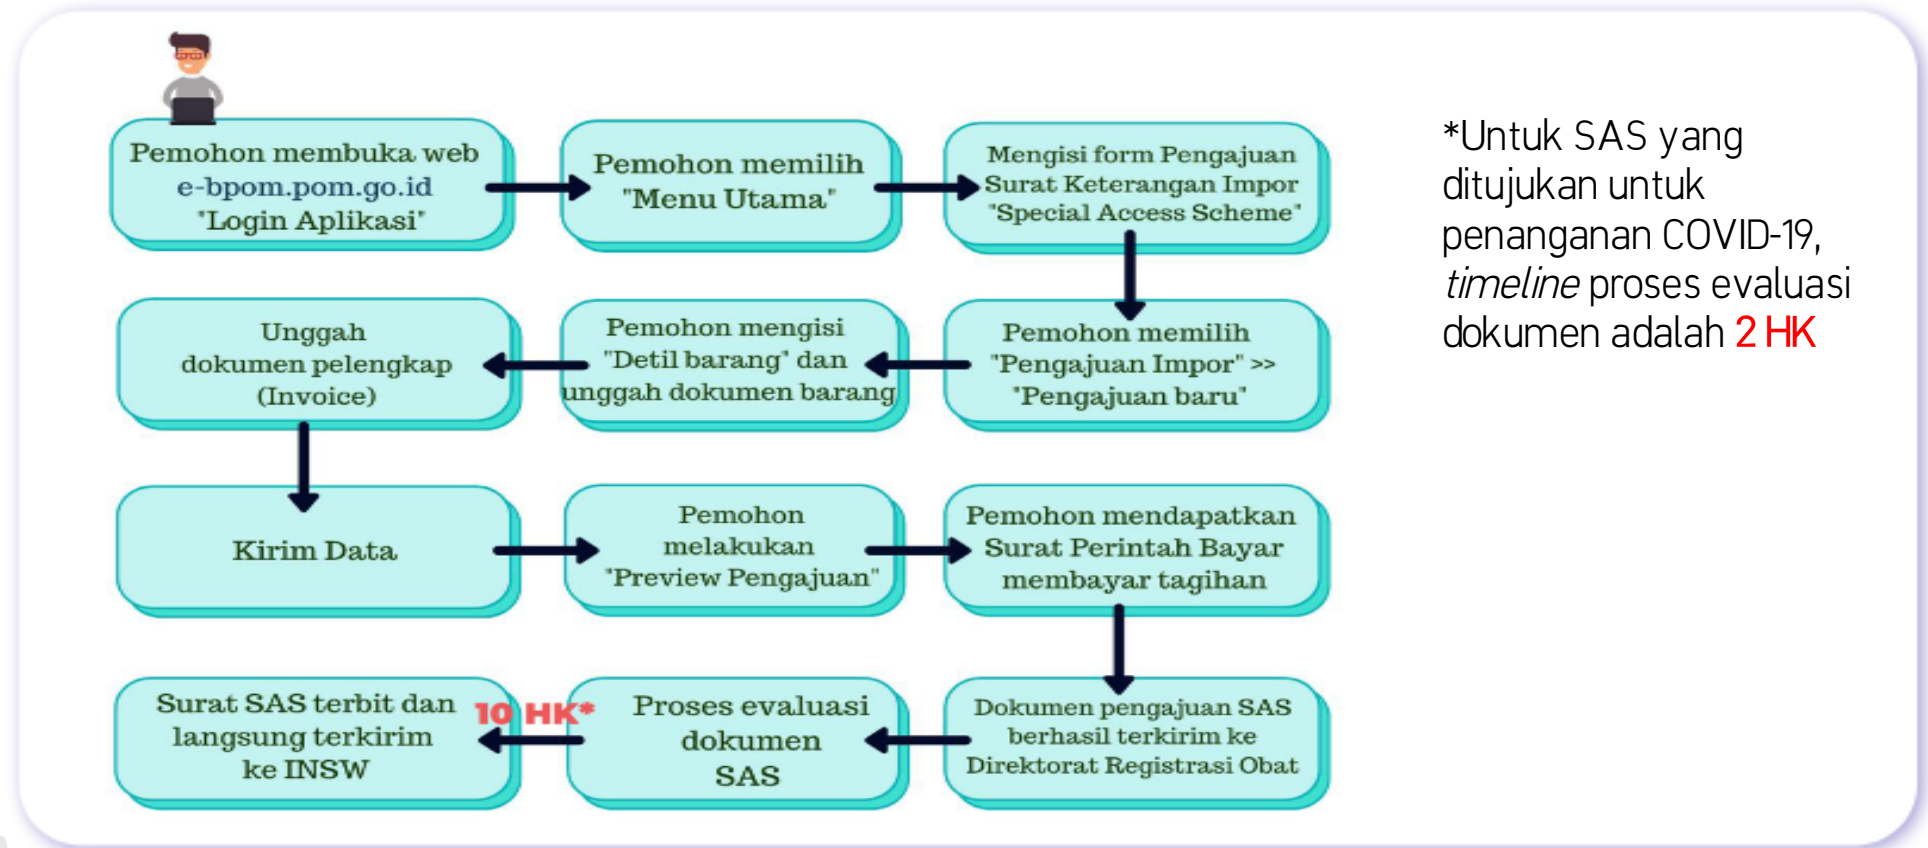 Pemohon membuka web
e-bpom.pom.go.id
"Login Aplikasi"
Pemohon memilih
"Menu Utama"
Mengisi form Pengajuan
Surat Keterangan Impor
"Special Access Scheme"
Pemohon memilih
"Pengajuan Impor" >>
"Pengajuan baru"
Pemohon mengisi
"Detil barang" dan
unggah dokumen barang
Unggah
dokumen pelengkap
(Invoice)
Kirim Data
Pemohon
melakukan
"Preview Pengajuan"
Pemohon mendapatkan
Surat Perintah Bayar
membayar tagihan
Dokumen pengajuan SAS
berhasil terkirim ke
Direktorat Registrasi Obat
Proses evaluasi
dokumen
SAS
10 HK*
Surat SAS terbit dan
langsung terkirim
ke INSW
*Untuk SAS yang
ditujukan untuk
penanganan COVID-19,
timeline proses evaluasi
dokumen adalah 2 HK